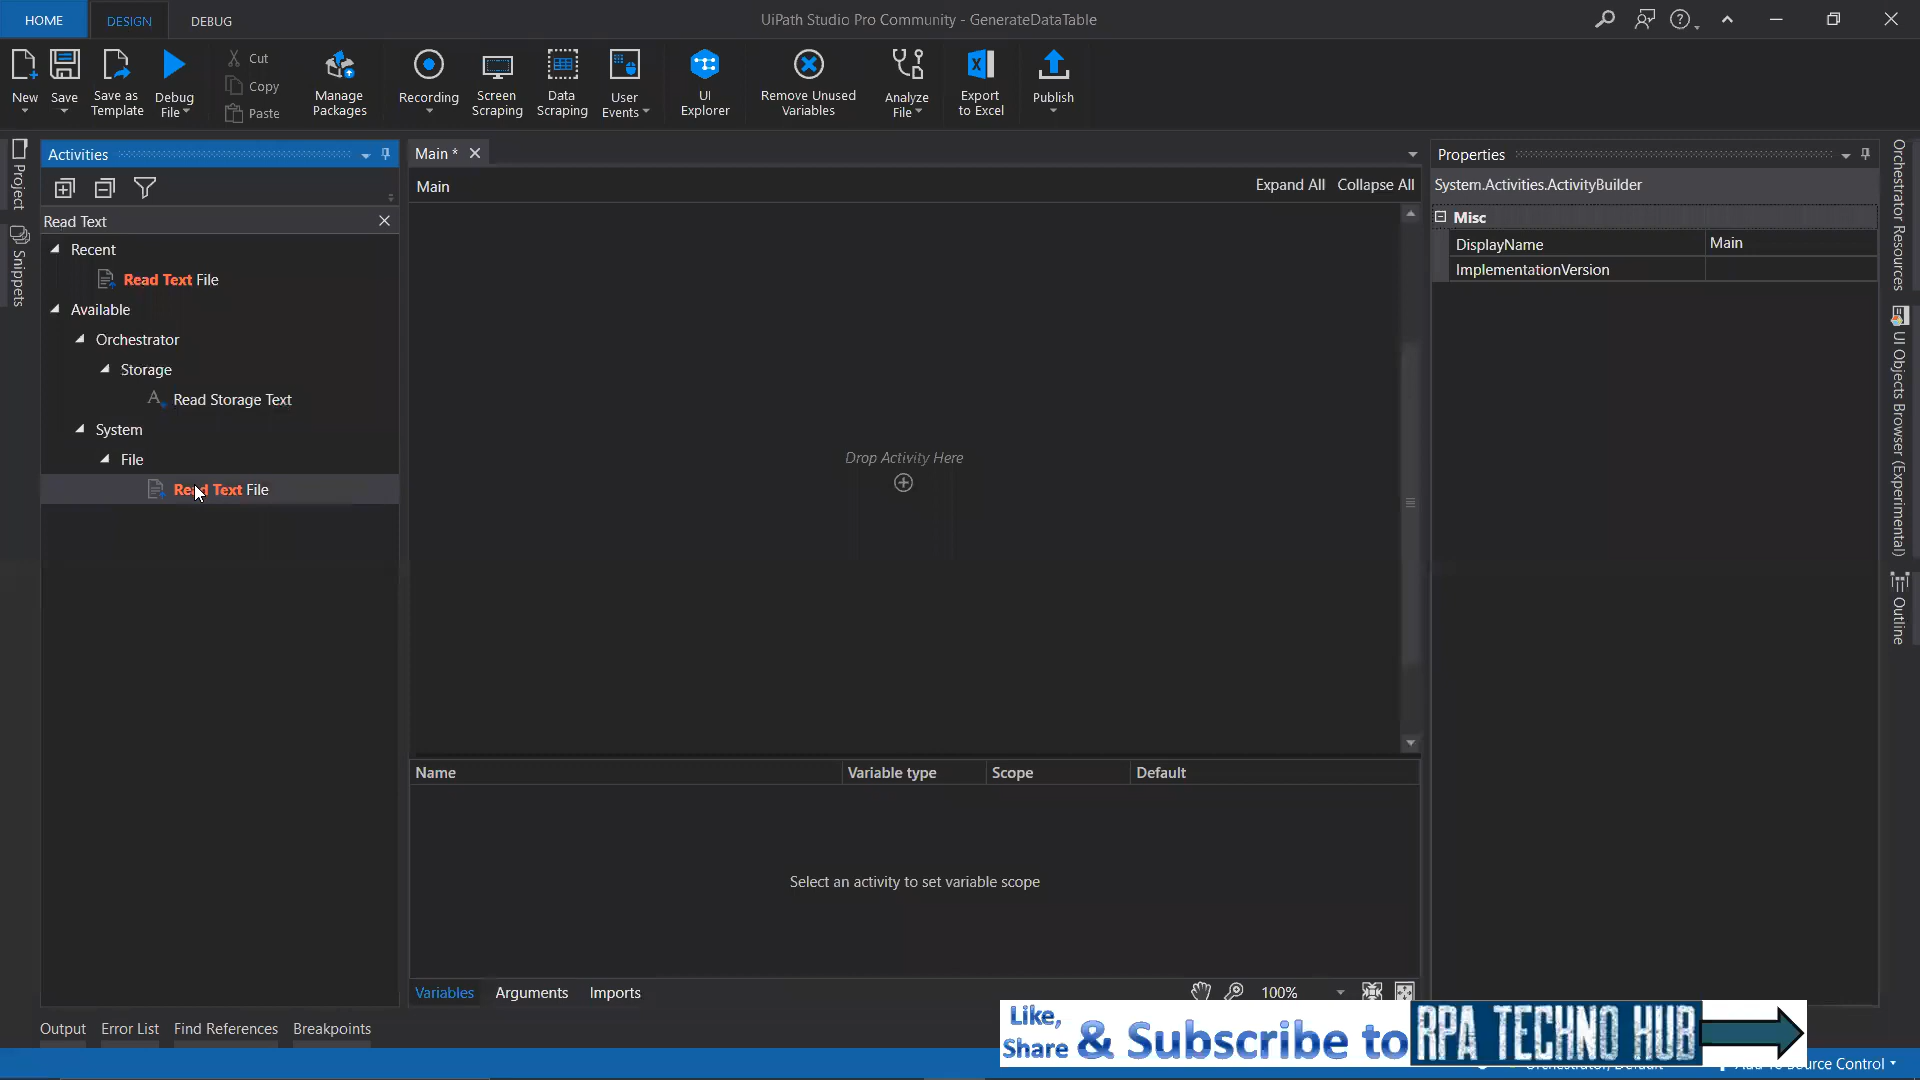 HOME
DESIGN
DEBUG
UiPath Studio Pro Community - GenerateDataTable
New
Save
Save as
Template
Debug
File
Cut
Copy
Paste
Manage
Packages
Recording
Screen
Scraping
Data
Scraping
User
Events
UI
Explorer
Remove Unused
Variables
Analyze
File
Export
to Excel
Publish
Project
Snippets
Activities
Read Text
Recent
Read Text File
Available
Orchestrator
Storage
Read Storage Text
System
File
Read Text File
Main *
Main
Expand All
Collapse All
Drop Activity Here
Name
Variable type
Scope
Default
Select an activity to set variable scope
Variables
Arguments
Imports
100%
Properties
System.Activities.ActivityBuilder
Misc
DisplayName
Main
ImplementationVersion
Orchestrator Resources
UI Objects Browser (Experimental)
Outline
Output
Error List
Find References
Breakpoints
Like,
Share & Subscribe to RPA TECHNO HUB
Source Control